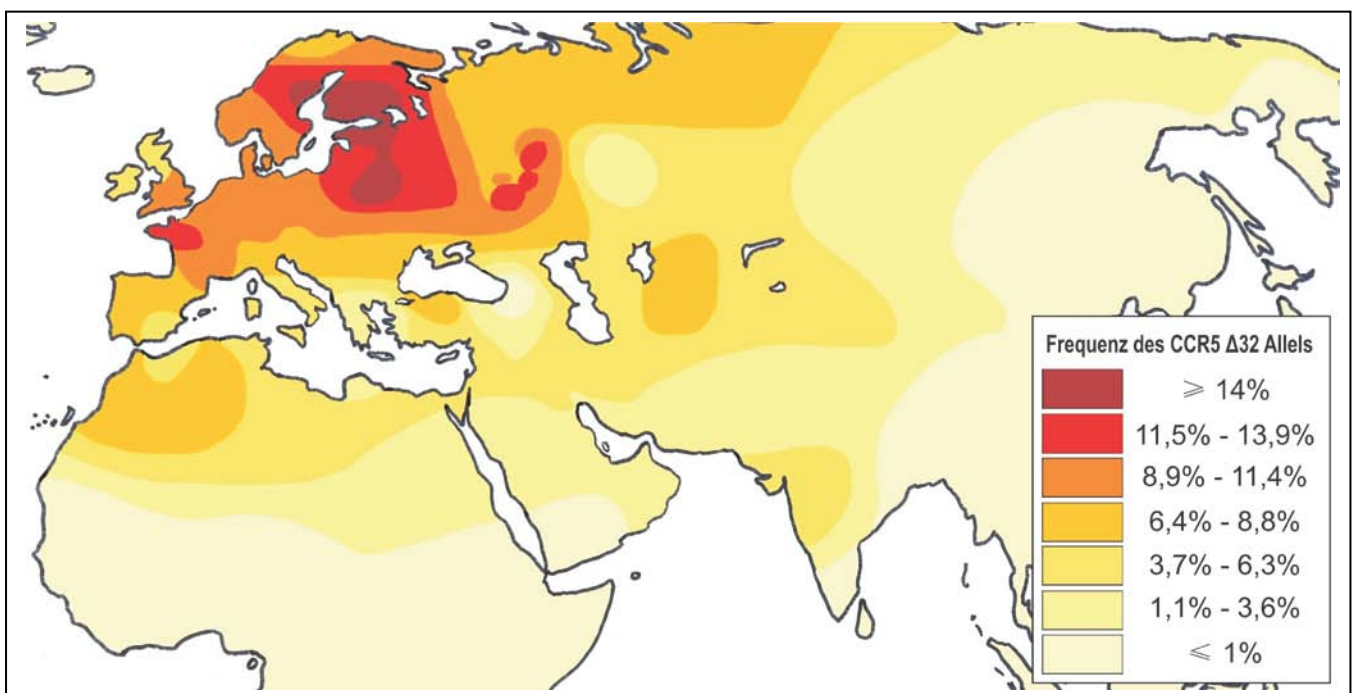 Frequenz des CCR5 Δ32 Allels
⩾ 14%
11,5% - 13,9%
8,9% - 11,4%
6,4% - 8,8%
3,7% - 6,3%
1,1% - 3,6%
⩽ 1%